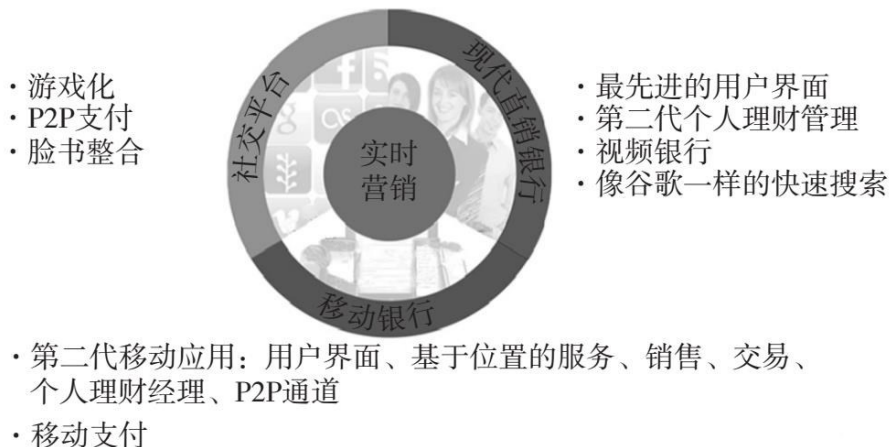 · 游戏化
· P2P支付
· 脸书整合
社交平台
现代直销银行
实时
营销
移动银行
· 最先进的用户界面
· 第二代个人理财管理
· 视频银行
· 像谷歌一样的快速搜索
· 第二代移动应用：用户界面、基于位置的服务、销售、交易、
个人理财经理、P2P通道
· 移动支付